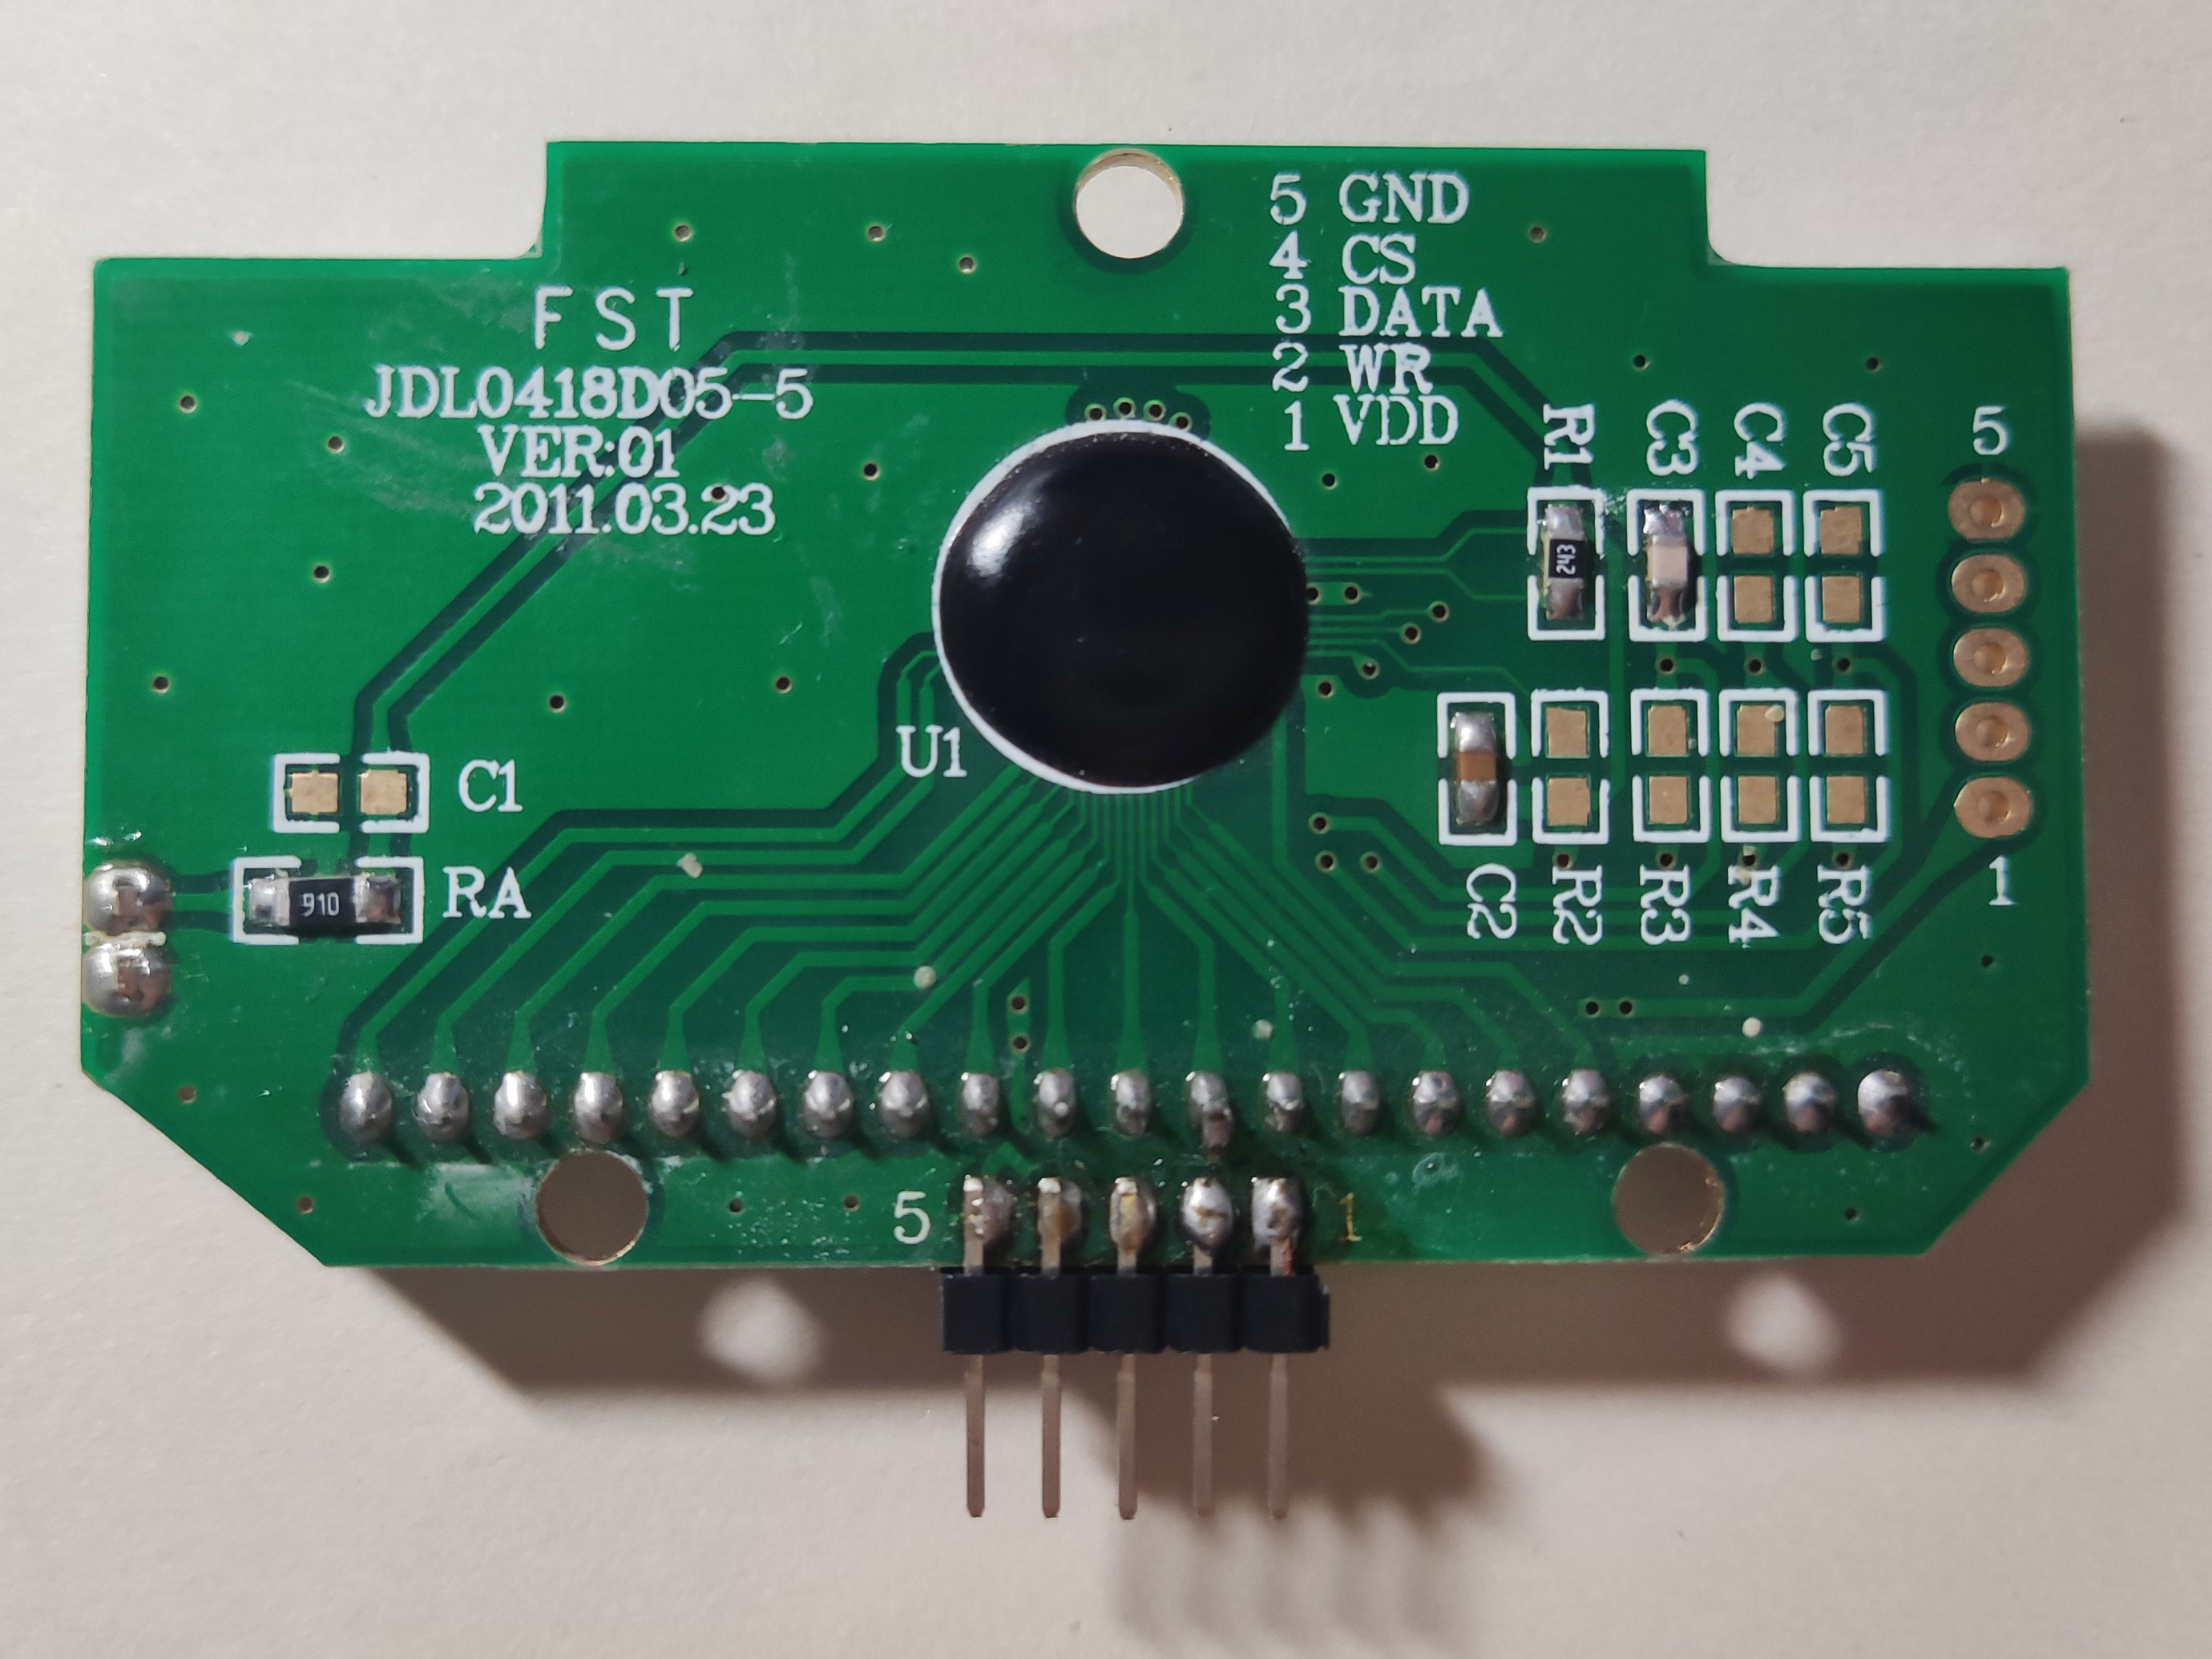 5 GND
4 CS
3 DATA
2 WR
1 VDD
FST
JDL0418D05-5
VER:01
2011.03.23
R1
C3
C4
C5
5
243
U1
C1
RA
910
C2
R2
R3
R4
R5
1
5
1